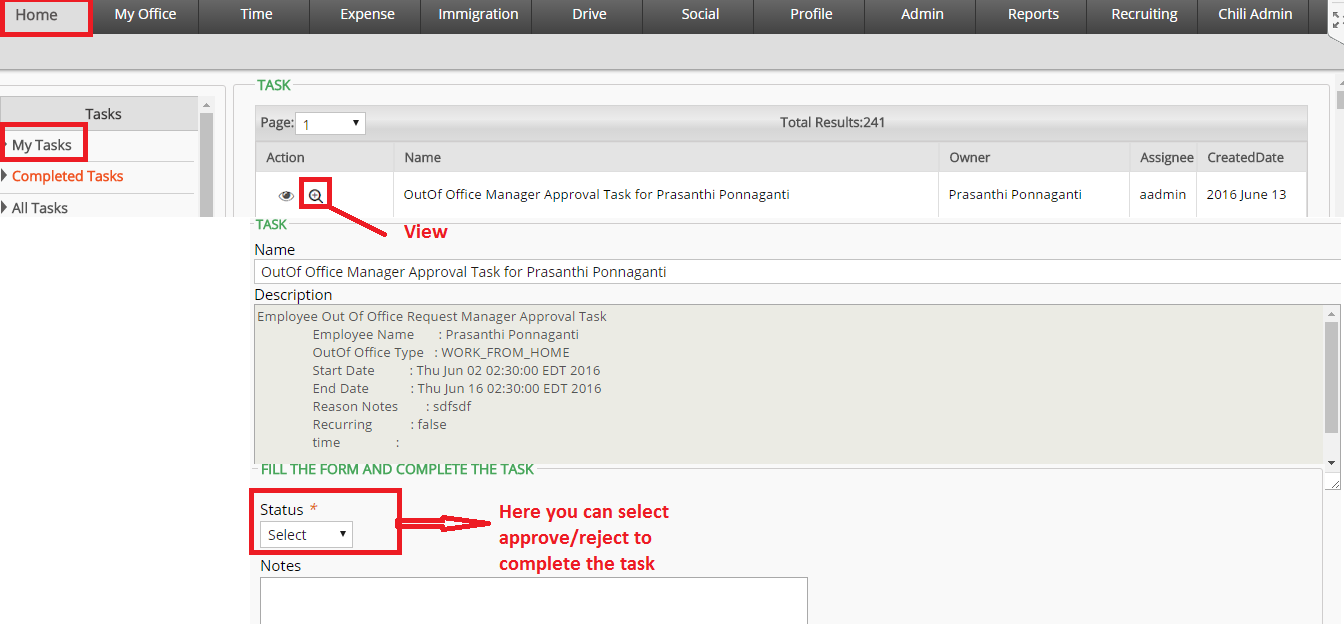 Home My Office Time Expense Immigration Drive Social Profile Admin Reports Recruiting Chili Admin
Tasks
My Tasks
Completed Tasks
All Tasks
TASK
Page: 1 Total Results:241
Action Name Owner Assignee CreatedDate
OutOf Office Manager Approval Task for Prasanthi Ponnaganti Prasanthi Ponnaganti aadmin 2016 June 13
View
TASK
Name
OutOf Office Manager Approval Task for Prasanthi Ponnaganti
Description
Employee Out Of Office Request Manager Approval Task
Employee Name : Prasanthi Ponnaganti
OutOf Office Type : WORK_FROM_HOME
Start Date : Thu Jun 02 02:30:00 EDT 2016
End Date : Thu Jun 16 02:30:00 EDT 2016
Reason Notes : sdfsdf
Recurring : false
time :
FILL THE FORM AND COMPLETE THE TASK
Status *
Select
Here you can select
approve/reject to
complete the task
Notes